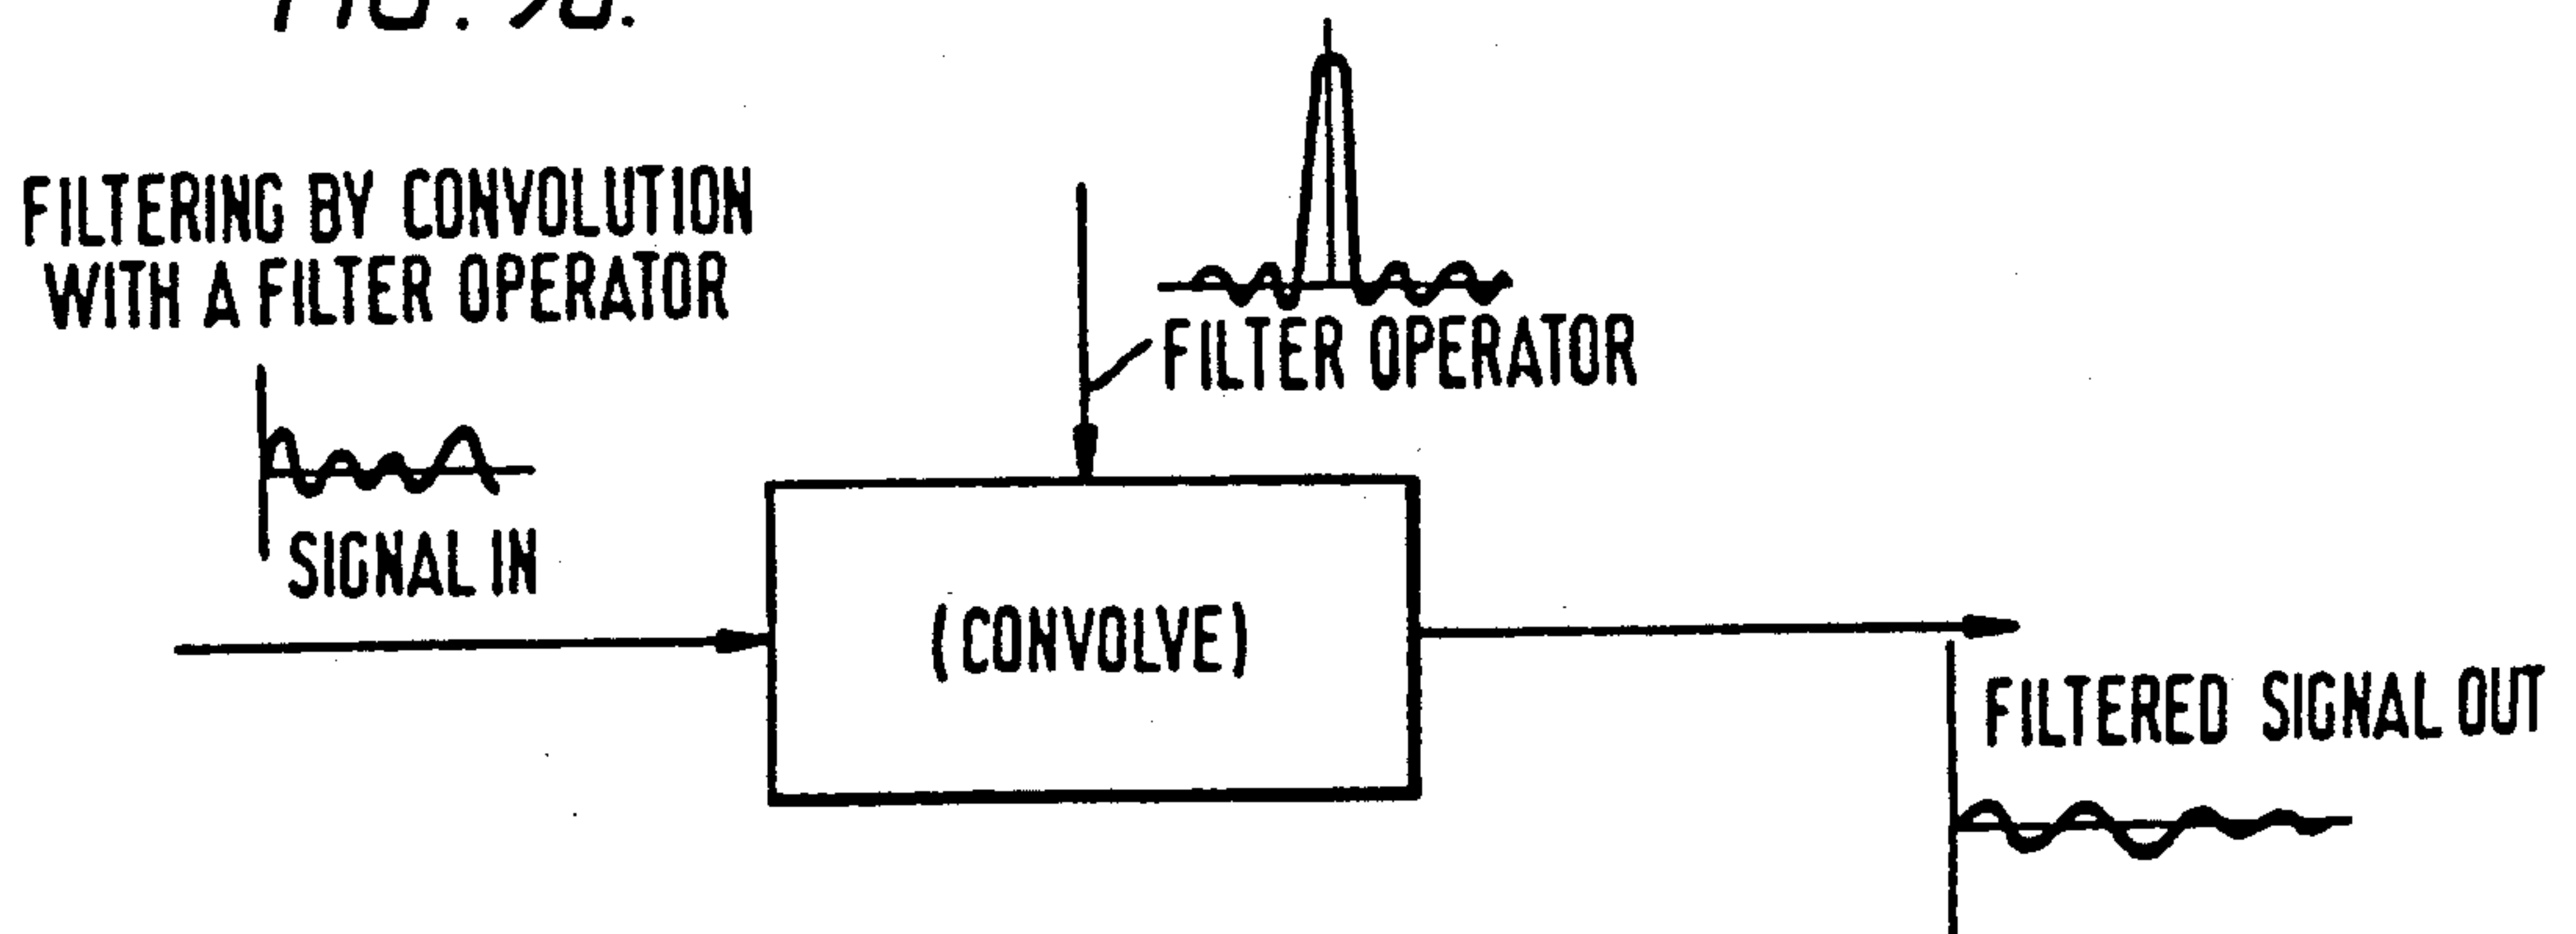 FILTERING BY CONVOLUTION
WITH A FILTER OPERATOR
FILTER OPERATOR
SIGNAL IN
(CONVOLVE)
FILTERED SIGNAL OUT